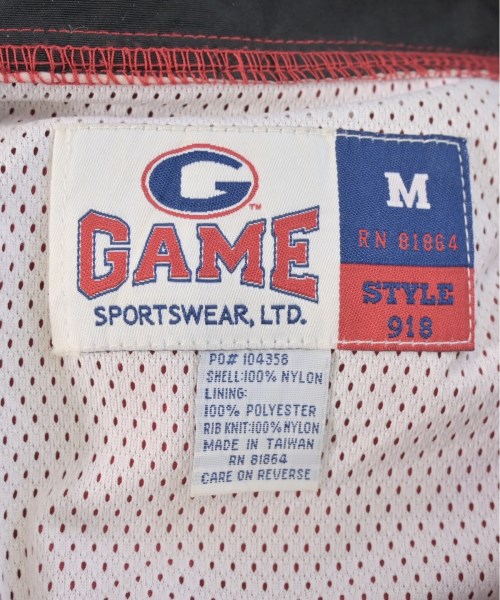 G
™
GAME
SPORTSWEAR, LTD.
M
RN 81864
STYLE
918
PO# 104358
SHELL:100% NYLON
LINING:
100% POLYESTER
RIB KNIT:100% NYLON
MADE IN TAIWAN
RN 81864
CARE ON REVERSE